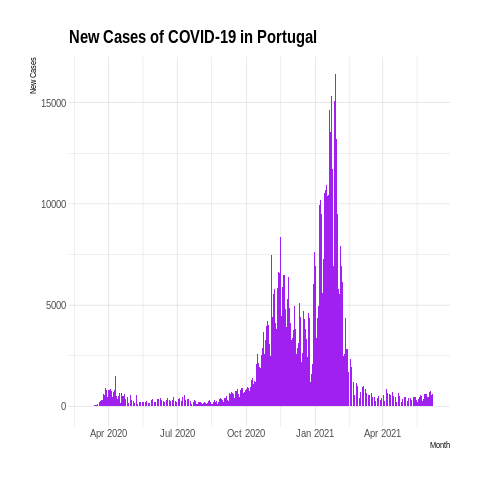 New Cases of COVID-19 in Portugal
New Cases
15000
10000
5000
0
Apr 2020 Jul 2020 Oct 2020 Jan 2021 Apr 2021
Month